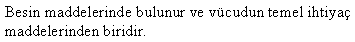 Besin maddelerinde bulunur ve vücudun temel ihtiyaç
maddelerinden biridir.